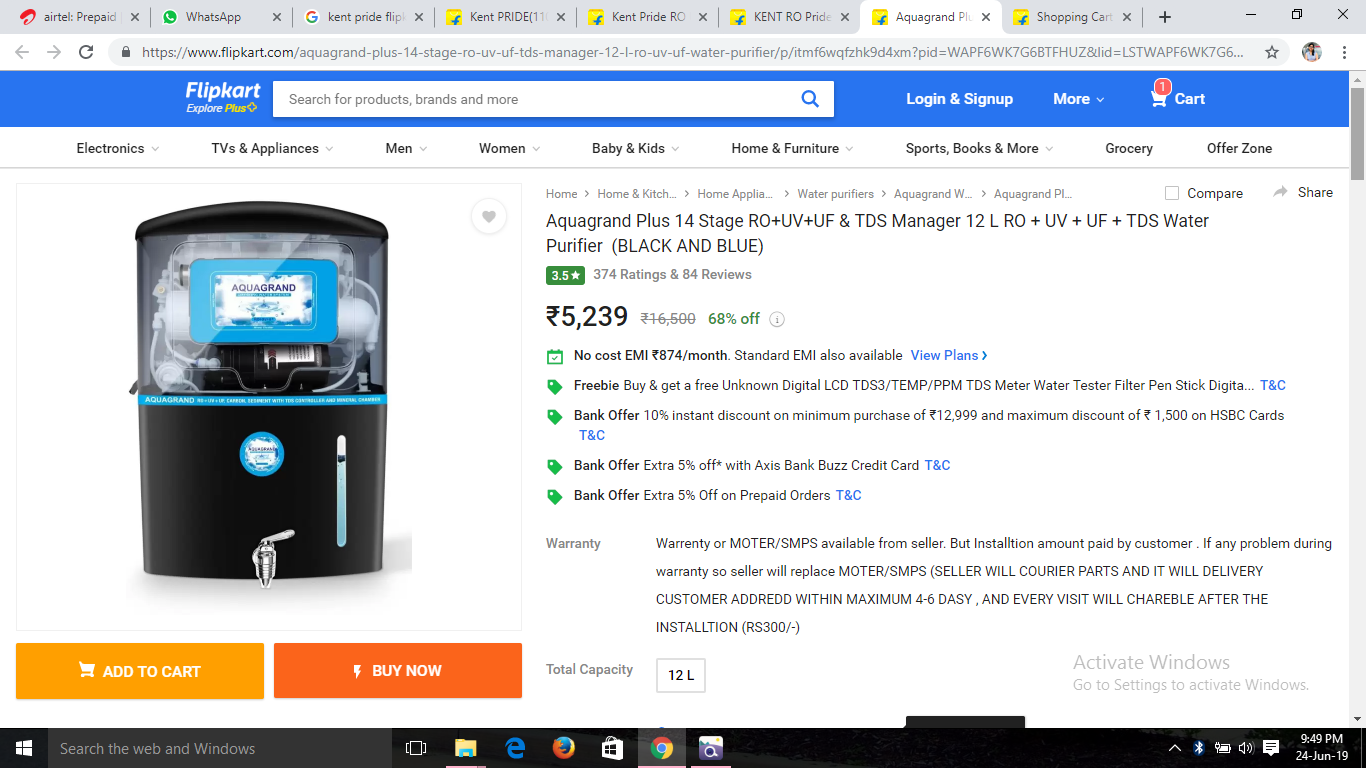 airtel: Prepaid
WhatsApp
kent pride flip
Kent PRIDE(11
Kent Pride RO
KENT RO Pride
Aquagrand Plu
Shopping Cart
https://www.flipkart.com/aquagrand-plus-14-stage-ro-uv-uf-tds-manager-12-l-ro-uv-uf-water-purifier/p/itmf6wqfzhk9d4xm?pid=WAPF6WK7G6BTFHUZ&lid=LSTWAPF6WK7G6...
Flipkart
Explore Plus
Search for products, brands and more
Login & Signup
More
1
Cart
Electronics
TVs & Appliances
Men
Women
Baby & Kids
Home & Furniture
Sports, Books & More
Grocery
Offer Zone
Home > Home & Kitch... > Home Applia... > Water purifiers > Aquagrand W... > Aquagrand Pl...
Compare
Share
Aquagrand Plus 14 Stage RO+UV+UF & TDS Manager 12 L RO + UV + UF + TDS Water
Purifier (BLACK AND BLUE)
3.5★ 374 Ratings & 84 Reviews
₹5,239 ₹16,500 68% off
No cost EMI ₹874/month. Standard EMI also available View Plans >
Freebie Buy & get a free Unknown Digital LCD TDS3/TEMP/PPM TDS Meter Water Tester Filter Pen Stick Digita... T&C
Bank Offer 10% instant discount on minimum purchase of ₹12,999 and maximum discount of ₹ 1,500 on HSBC Cards
T&C
Bank Offer Extra 5% off* with Axis Bank Buzz Credit Card T&C
Bank Offer Extra 5% Off on Prepaid Orders T&C
AQUAGRAND
AQUAGRAND RO+UV+UF, CARBON, SEDIMENT WITH TDS CONTROLLER AND MINERAL CHAMBER
AQUAGRAND
Warranty
Warrenty or MOTER/SMPS available from seller. But Installtion amount paid by customer . If any problem during
warranty so seller will replace MOTER/SMPS (SELLER WILL COURIER PARTS AND IT WILL DELIVERY
CUSTOMER ADDREDD WITHIN MAXIMUM 4-6 DASY , AND EVERY VISIT WILL CHAREBLE AFTER THE
INSTALLTION (RS300/-)
Total Capacity
12 L
ADD TO CART
BUY NOW
Activate Windows
Go to Settings to activate Windows.
Search the web and Windows
9:49 PM
24-Jun-19